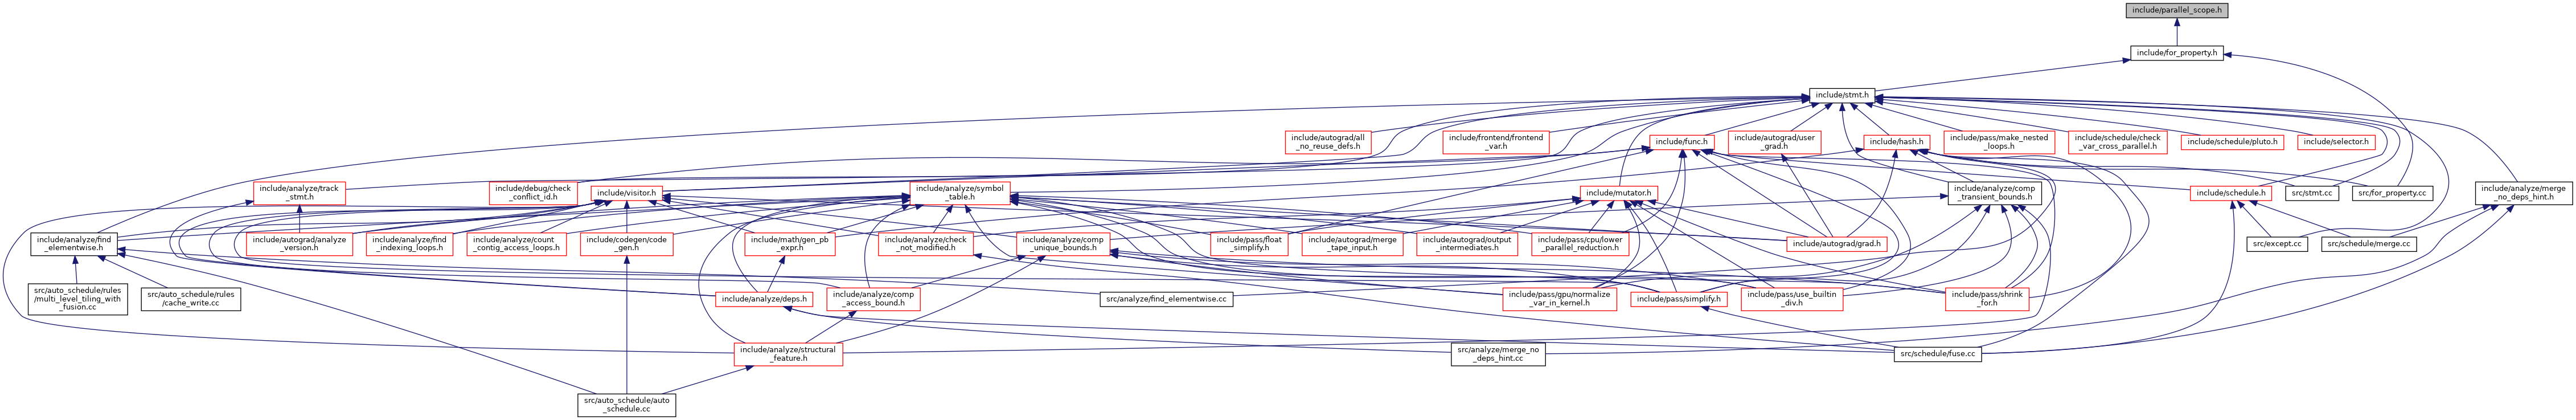 include/parallel_scope.h
include/for_property.h
include/stmt.h
include/autograd/all
_no_reuse_defs.h
include/frontend/frontend
_var.h
include/func.h
include/autograd/user
_grad.h
include/hash.h
include/pass/make_nested
_loops.h
include/schedule/check
_var_cross_parallel.h
include/schedule/pluto.h
include/selector.h
include/analyze/track
_stmt.h
include/debug/check
_conflict_id.h
include/visitor.h
include/analyze/symbol
_table.h
include/mutator.h
include/analyze/comp
_transient_bounds.h
include/schedule.h
src/stmt.cc
src/for_property.cc
include/analyze/merge
_no_deps_hint.h
include/analyze/find
_elementwise.h
include/autograd/analyze
_version.h
include/analyze/find
_indexing_loops.h
include/analyze/count
_contig_access_loops.h
include/codegen/code
_gen.h
include/math/gen_pb
_expr.h
include/analyze/check
_not_modified.h
include/analyze/comp
_unique_bounds.h
include/pass/float
_simplify.h
include/autograd/merge
_tape_input.h
include/autograd/output
_intermediates.h
include/pass/cpu/lower
_parallel_reduction.h
include/autograd/grad.h
src/except.cc
src/schedule/merge.cc
src/auto_schedule/rules
/multi_level_tiling_with
_fusion.cc
src/auto_schedule/rules
/cache_write.cc
include/analyze/deps.h
include/analyze/comp
_access_bound.h
src/analyze/find_elementwise.cc
include/pass/gpu/normalize
_var_in_kernel.h
include/pass/simplify.h
include/pass/use_builtin
_div.h
include/pass/shrink
_for.h
include/analyze/structural
_feature.h
src/analyze/merge_no
_deps_hint.cc
src/schedule/fuse.cc
src/auto_schedule/auto
_schedule.cc